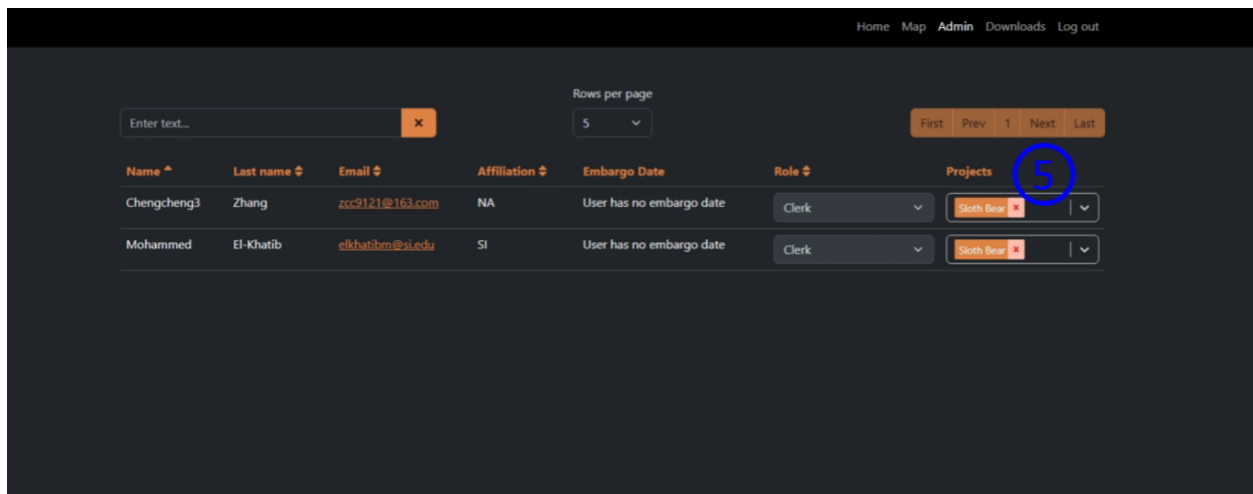 Home Map Admin Downloads Log out
Rows per page
Enter text... × 5 First Prev 1 Next Last
Name Last name Email Affiliation Embargo Date Role Projects 5
Chengcheng3 Zhang zcc9121@163.com NA User has no embargo date Clerk Sloth Bear ×
Mohammed El-Khatib elkhatibm@si.edu SI User has no embargo date Clerk Sloth Bear ×